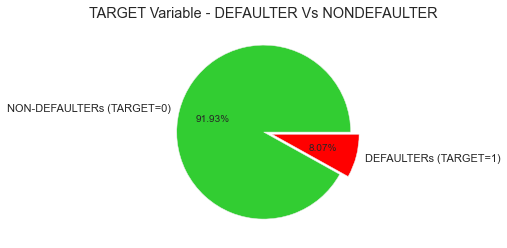 TARGET Variable - DEFAULTER Vs NONDEFAULTER
NON-DEFAULTERs (TARGET=0)
91.93%
8.07%
DEFAULTERs (TARGET=1)